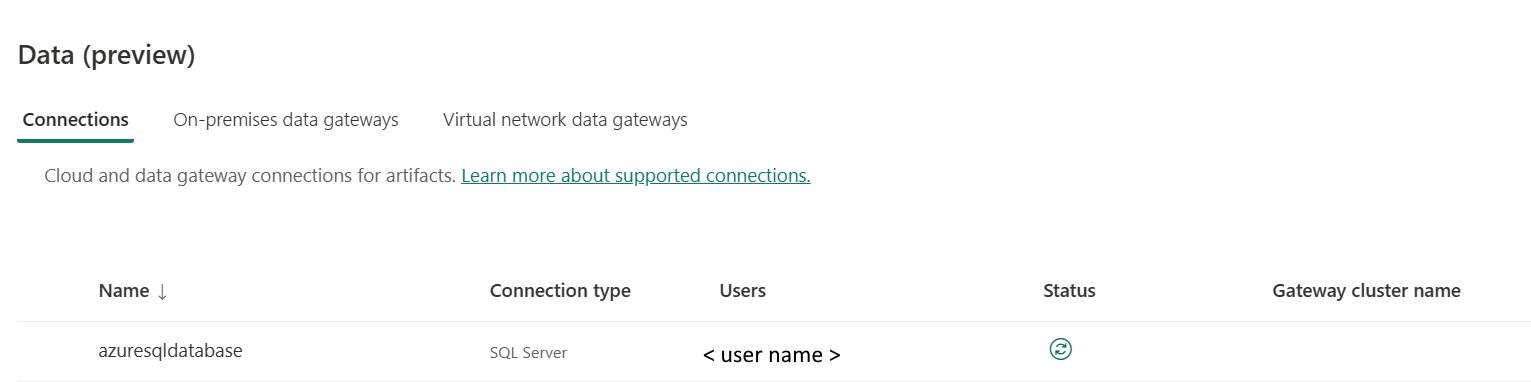 Data (preview)
Connections On-premises data gateways Virtual network data gateways
Cloud and data gateway connections for artifacts. Learn more about supported connections.
Name ↓ Connection type Users Status Gateway cluster name
azuresqldatabase SQL Server < user name >